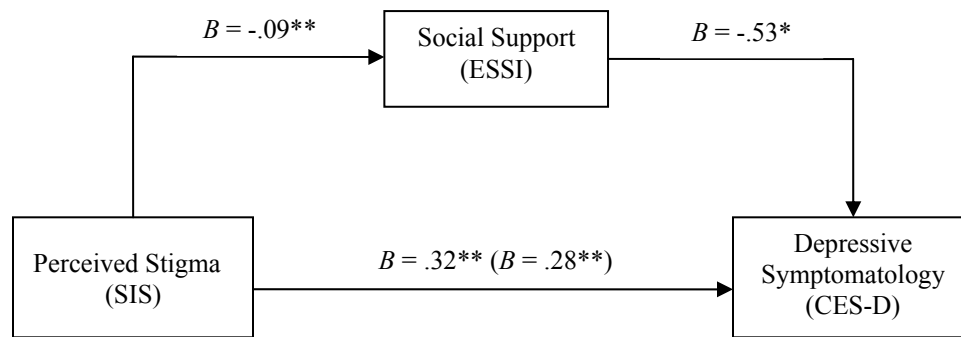 B = -.09**
Social Support
(ESSI)
B = -.53*
Perceived Stigma
(SIS)
B = .32** (B = .28**)
Depressive
Symptomatology
(CES-D)